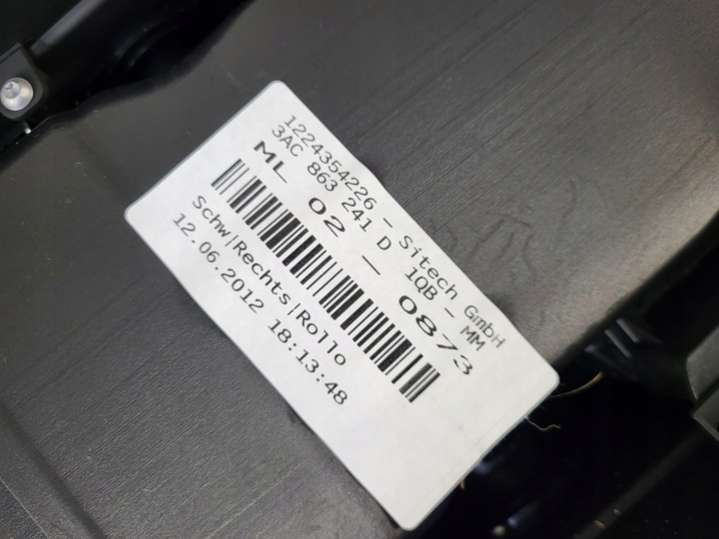 1224354226 - Sitech GmbH
3AC 863 241 D 1QB - MM
ML 02 - 0873
Schw|Rechts|Rollo
12.06.2012 18:13:48